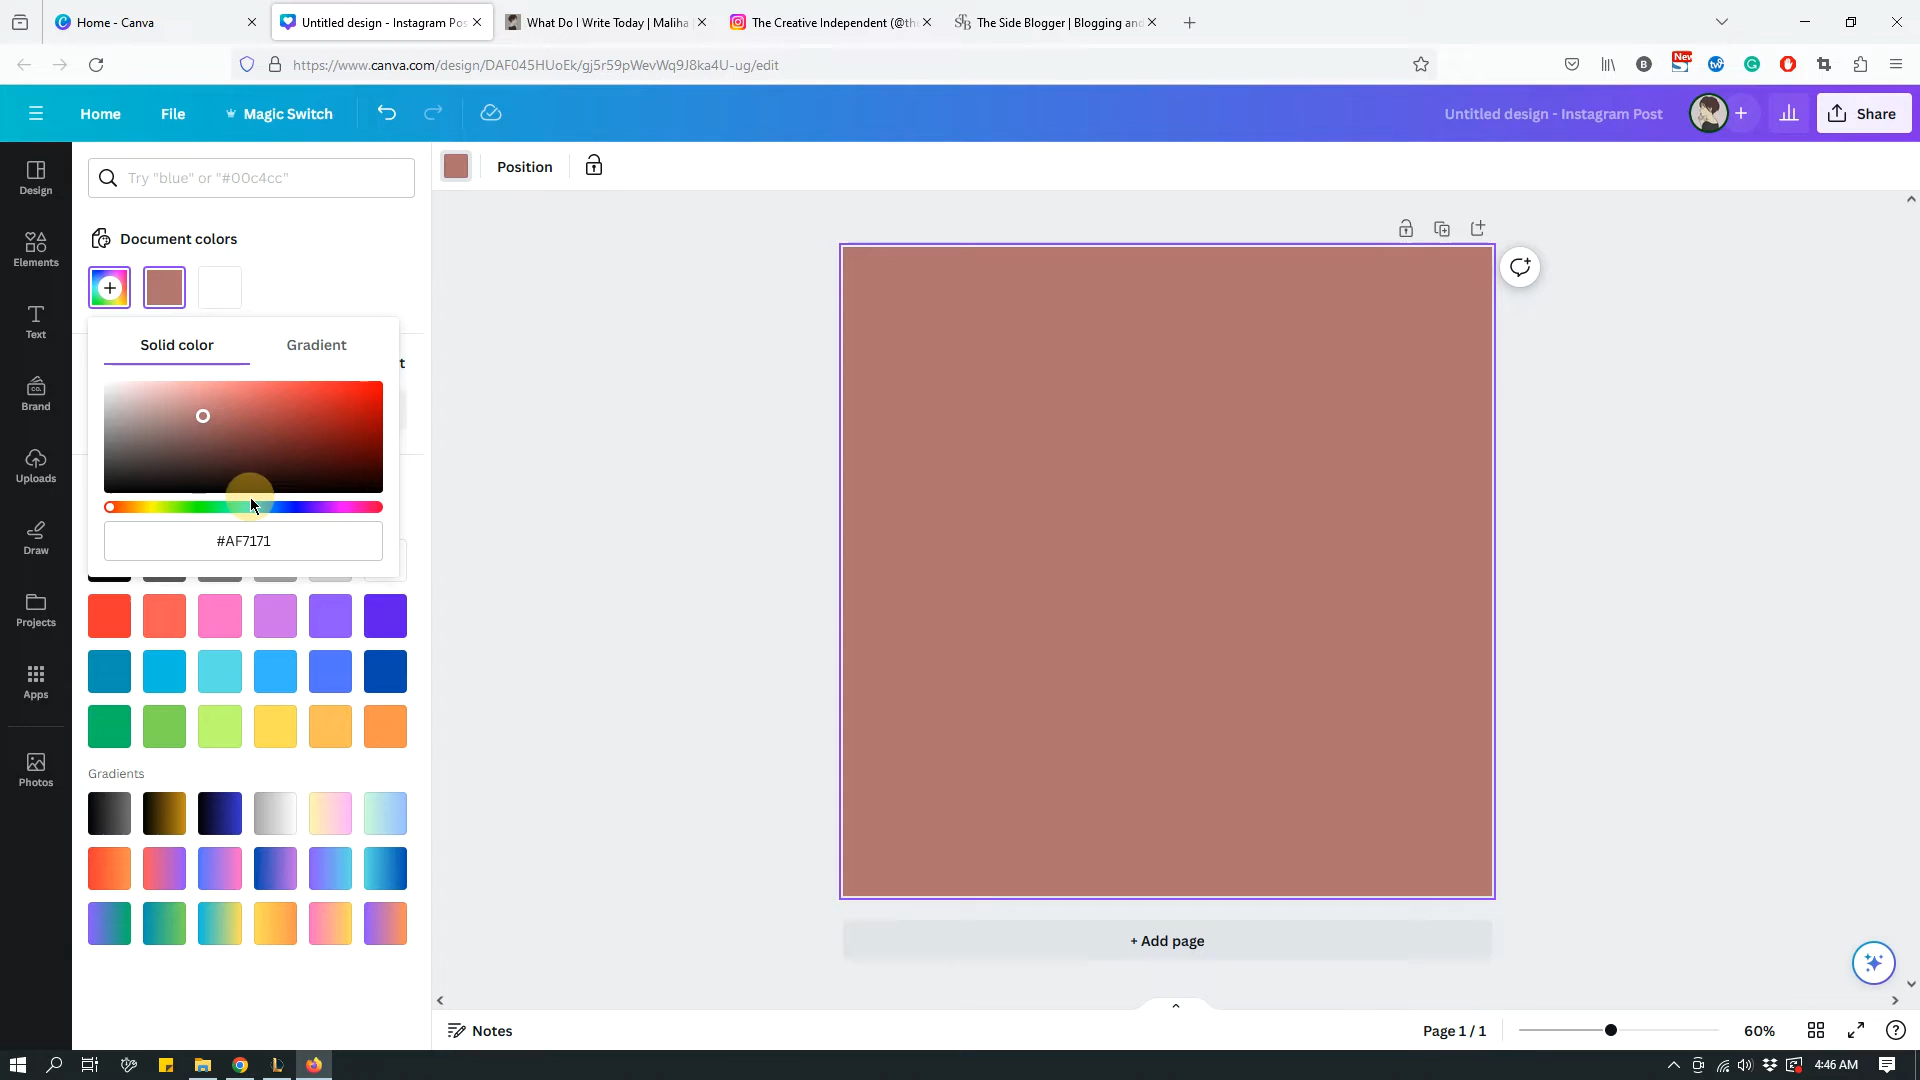 Home - Canva
Untitled design - Instagram Pos
What Do I Write Today | Maliha
The Creative Independent (@th
The Side Blogger | Blogging and
https://www.canva.com/design/DAF045HUoEk/gj5r59pWevWq9J8ka4U-ug/edit
New
Home
File
Magic Switch
Untitled design - Instagram Post
Share
Design
Elements
Text
Brand
Uploads
Draw
Projects
Apps
Photos
Try "blue" or "#00c4cc"
Position
Document colors
Solid color
Gradient
t
#AF7171
Gradients
+ Add page
Notes
Page 1 / 1
60%
4:46 AM